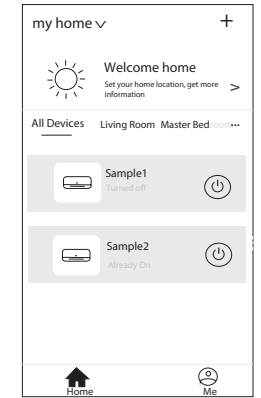 my home
Welcome home
Set your home location, get more
information
All Devices Living Room Master Bedroom
Sample1
Turned off
Sample2
Already On
Home
Me